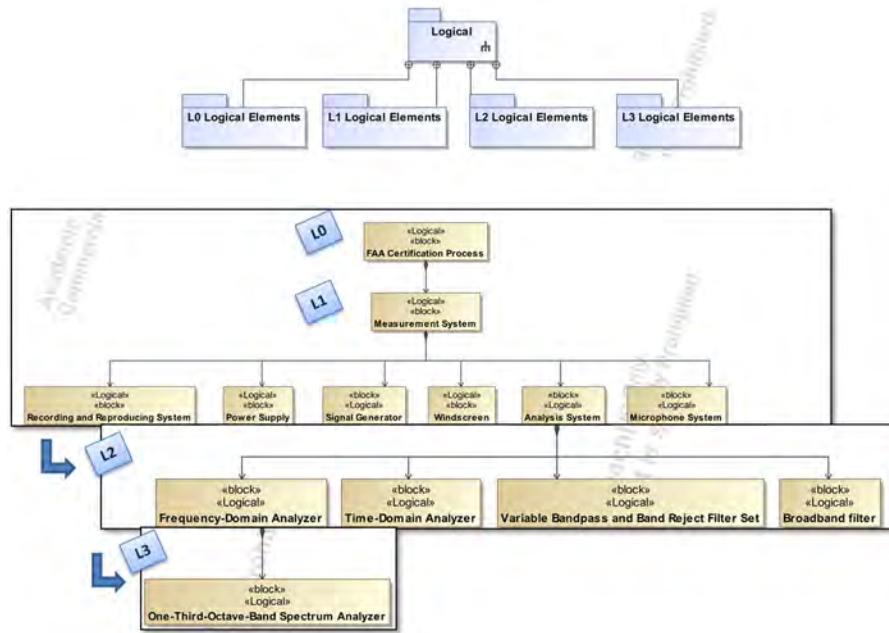 Logical
L0 Logical Elements
L1 Logical Elements
L2 Logical Elements
L3 Logical Elements
L0
«Logical»
«block»
FAA Certification Process
L1
«Logical»
«block»
Measurement System
«Logical»
«block»
Recording and Reproducing System
«Logical»
«block»
Power Supply
«block»
«Logical»
Signal Generator
«Logical»
«block»
Windscreen
«block»
«Logical»
Analysis System
«block»
«Logical»
Microphone System
L2
«block»
«Logical»
Frequency-Domain Analyzer
«block»
«Logical»
Time-Domain Analyzer
«block»
«Logical»
Variable Bandpass and Band Reject Filter Set
«block»
«Logical»
Broadband filter
L3
«block»
«Logical»
One-Third-Octave-Band Spectrum Analyzer
Academic